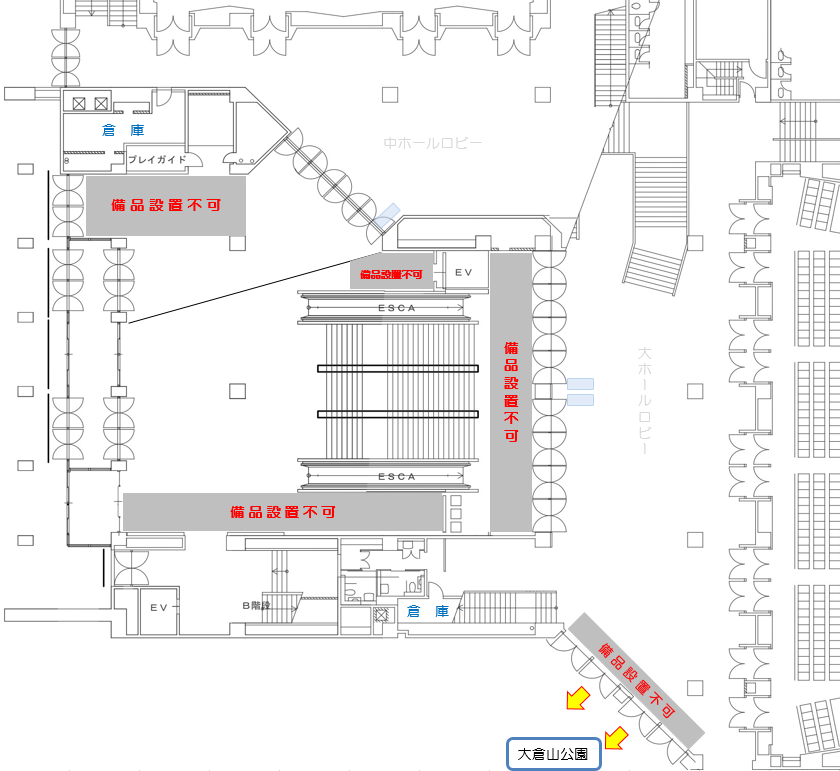 中ホールロビー
倉 庫
プレイガイド
備品設置不可
備品設置不可
EV
ESCA
備品設置不可
大ホールロビー
ESCA
備品設置不可
EV
B階段
倉 庫
備品設置不可
大倉山公園